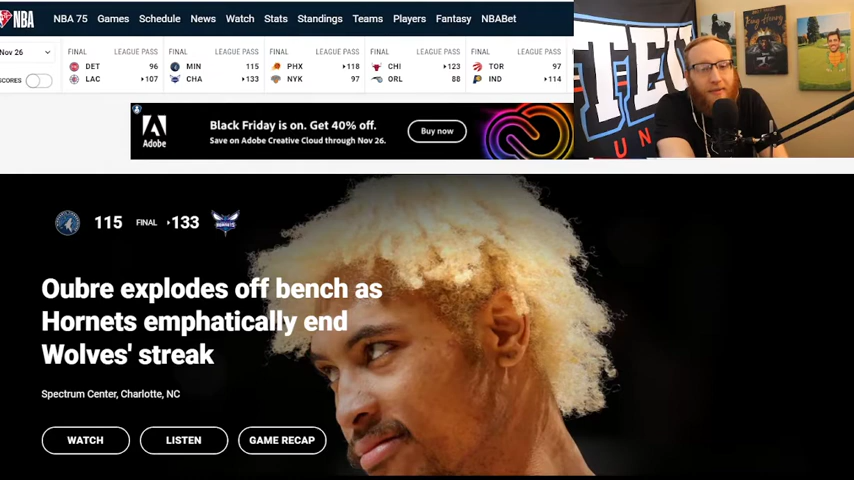 NBA NBA 75 Games Schedule News Watch Stats Standings Teams Players Fantasy NBABet
Nov 26
SCORES
FINAL LEAGUE PASS
DET 96
LAC 107
FINAL LEAGUE PASS
MIN 115
CHA 133
FINAL LEAGUE PASS
PHX 118
NYK 97
FINAL LEAGUE PASS
CHI 123
ORL 88
FINAL LEAGUE PASS
TOR 97
IND 114
Adobe
Black Friday is on. Get 40% off.
Save on Adobe Creative Cloud through Nov 26.
Buy now
115 FINAL 133
Oubre explodes off bench as
Hornets emphatically end
Wolves' streak
Spectrum Center, Charlotte, NC
WATCH LISTEN GAME RECAP